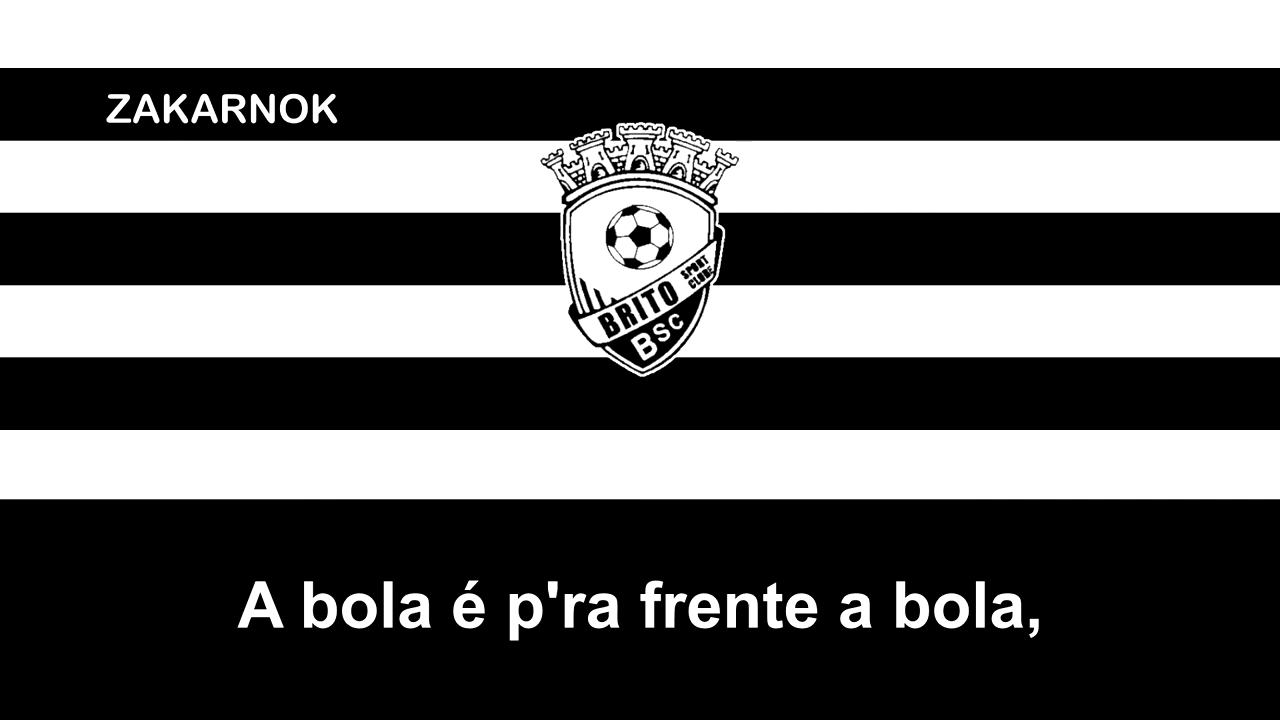 ZAKARNOK
SPORT
CLUBE
BRITO
BSC
A bola é p'ra frente a bola,